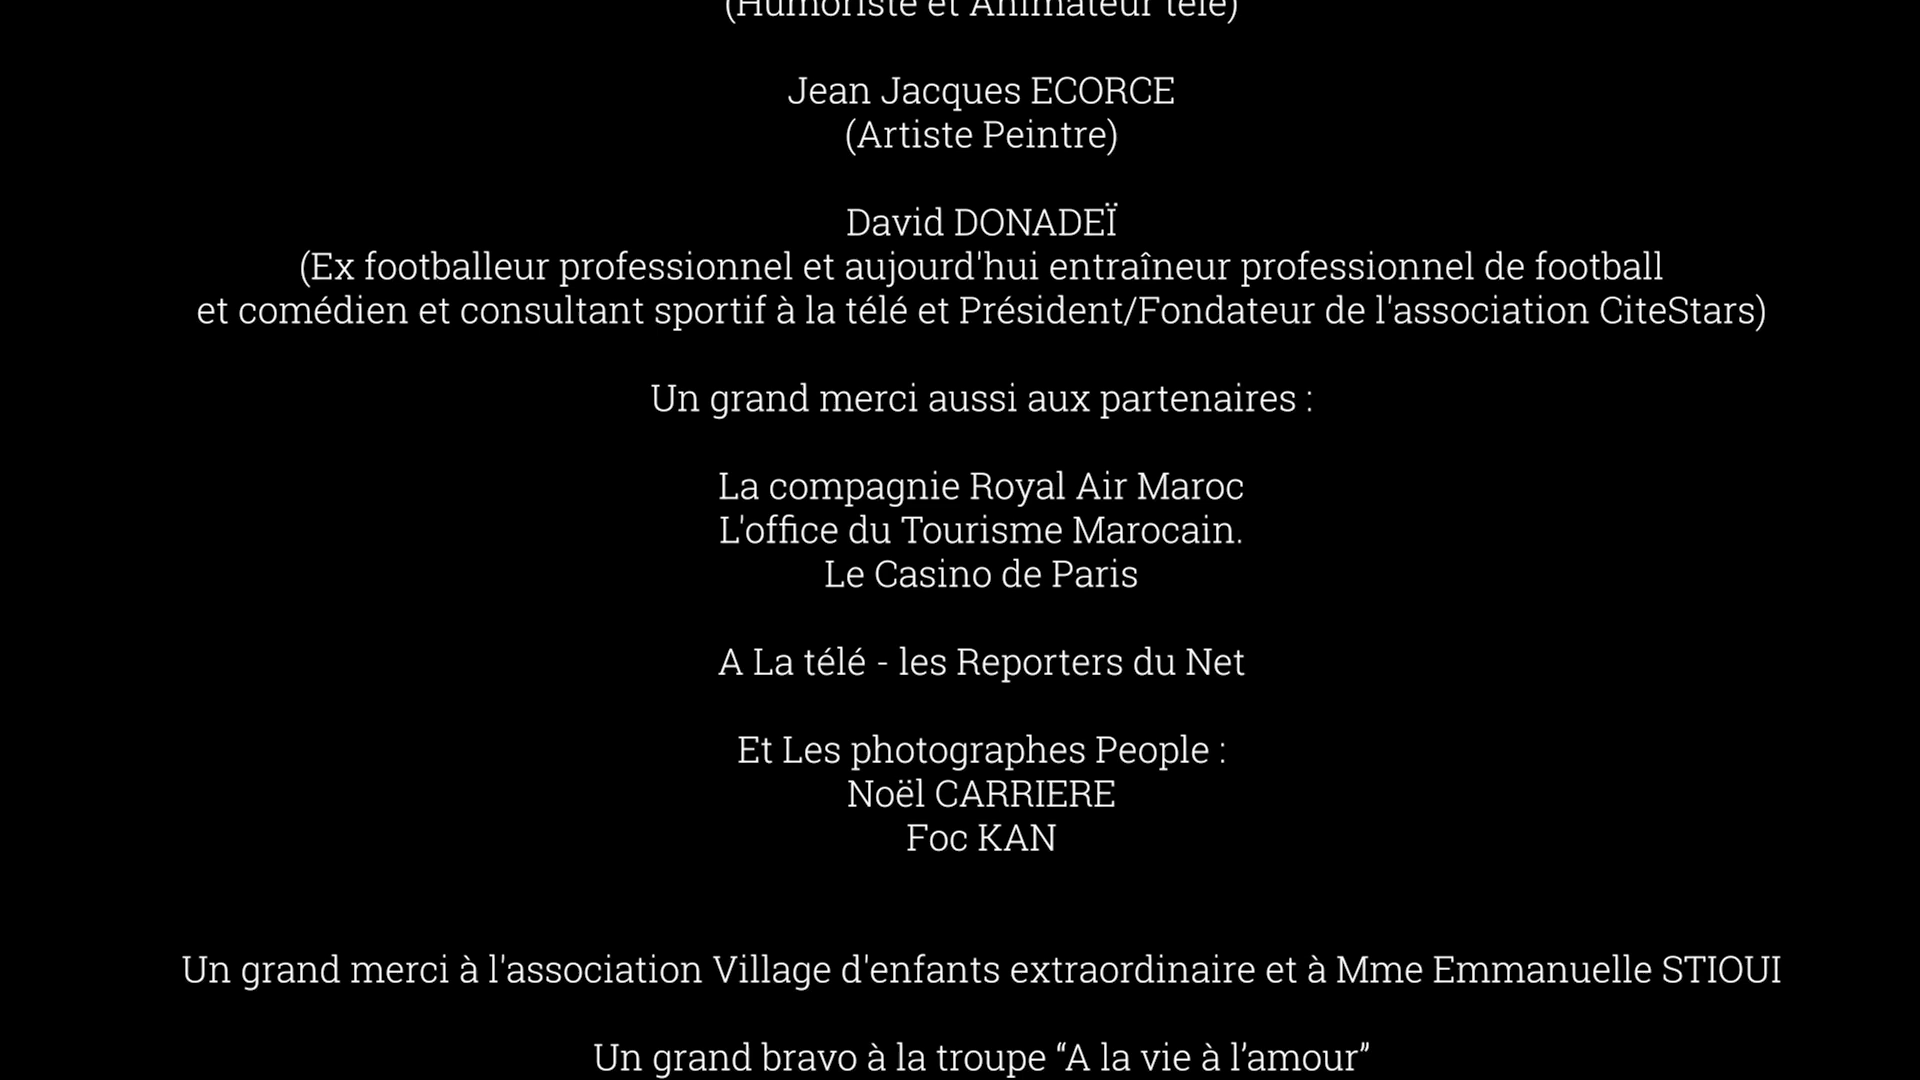 (Humoriste et Animateur télé)
Jean Jacques ECORCE
(Artiste Peintre)
David DONADEÏ
(Ex footballeur professionnel et aujourd'hui entraîneur professionnel de football
et comédien et consultant sportif à la télé et Président/Fondateur de l'association CiteStars)
Un grand merci aussi aux partenaires :
La compagnie Royal Air Maroc
L'office du Tourisme Marocain.
Le Casino de Paris
A La télé - les Reporters du Net
Et Les photographes People :
Noël CARRIERE
Foc KAN
Un grand merci à l'association Village d'enfants extraordinaire et à Mme Emmanuelle STIOUI
Un grand bravo à la troupe “A la vie à l’amour”